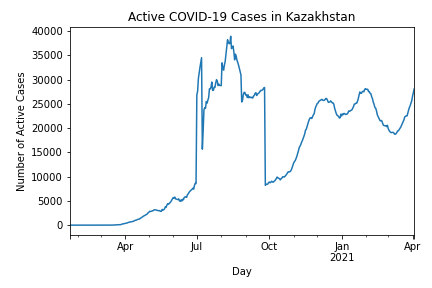 Active COVID-19 Cases in Kazakhstan
40000
35000
30000
25000
20000
15000
10000
5000
0
Number of Active Cases
Apr
Jul
Oct
Jan
2021
Apr
Day